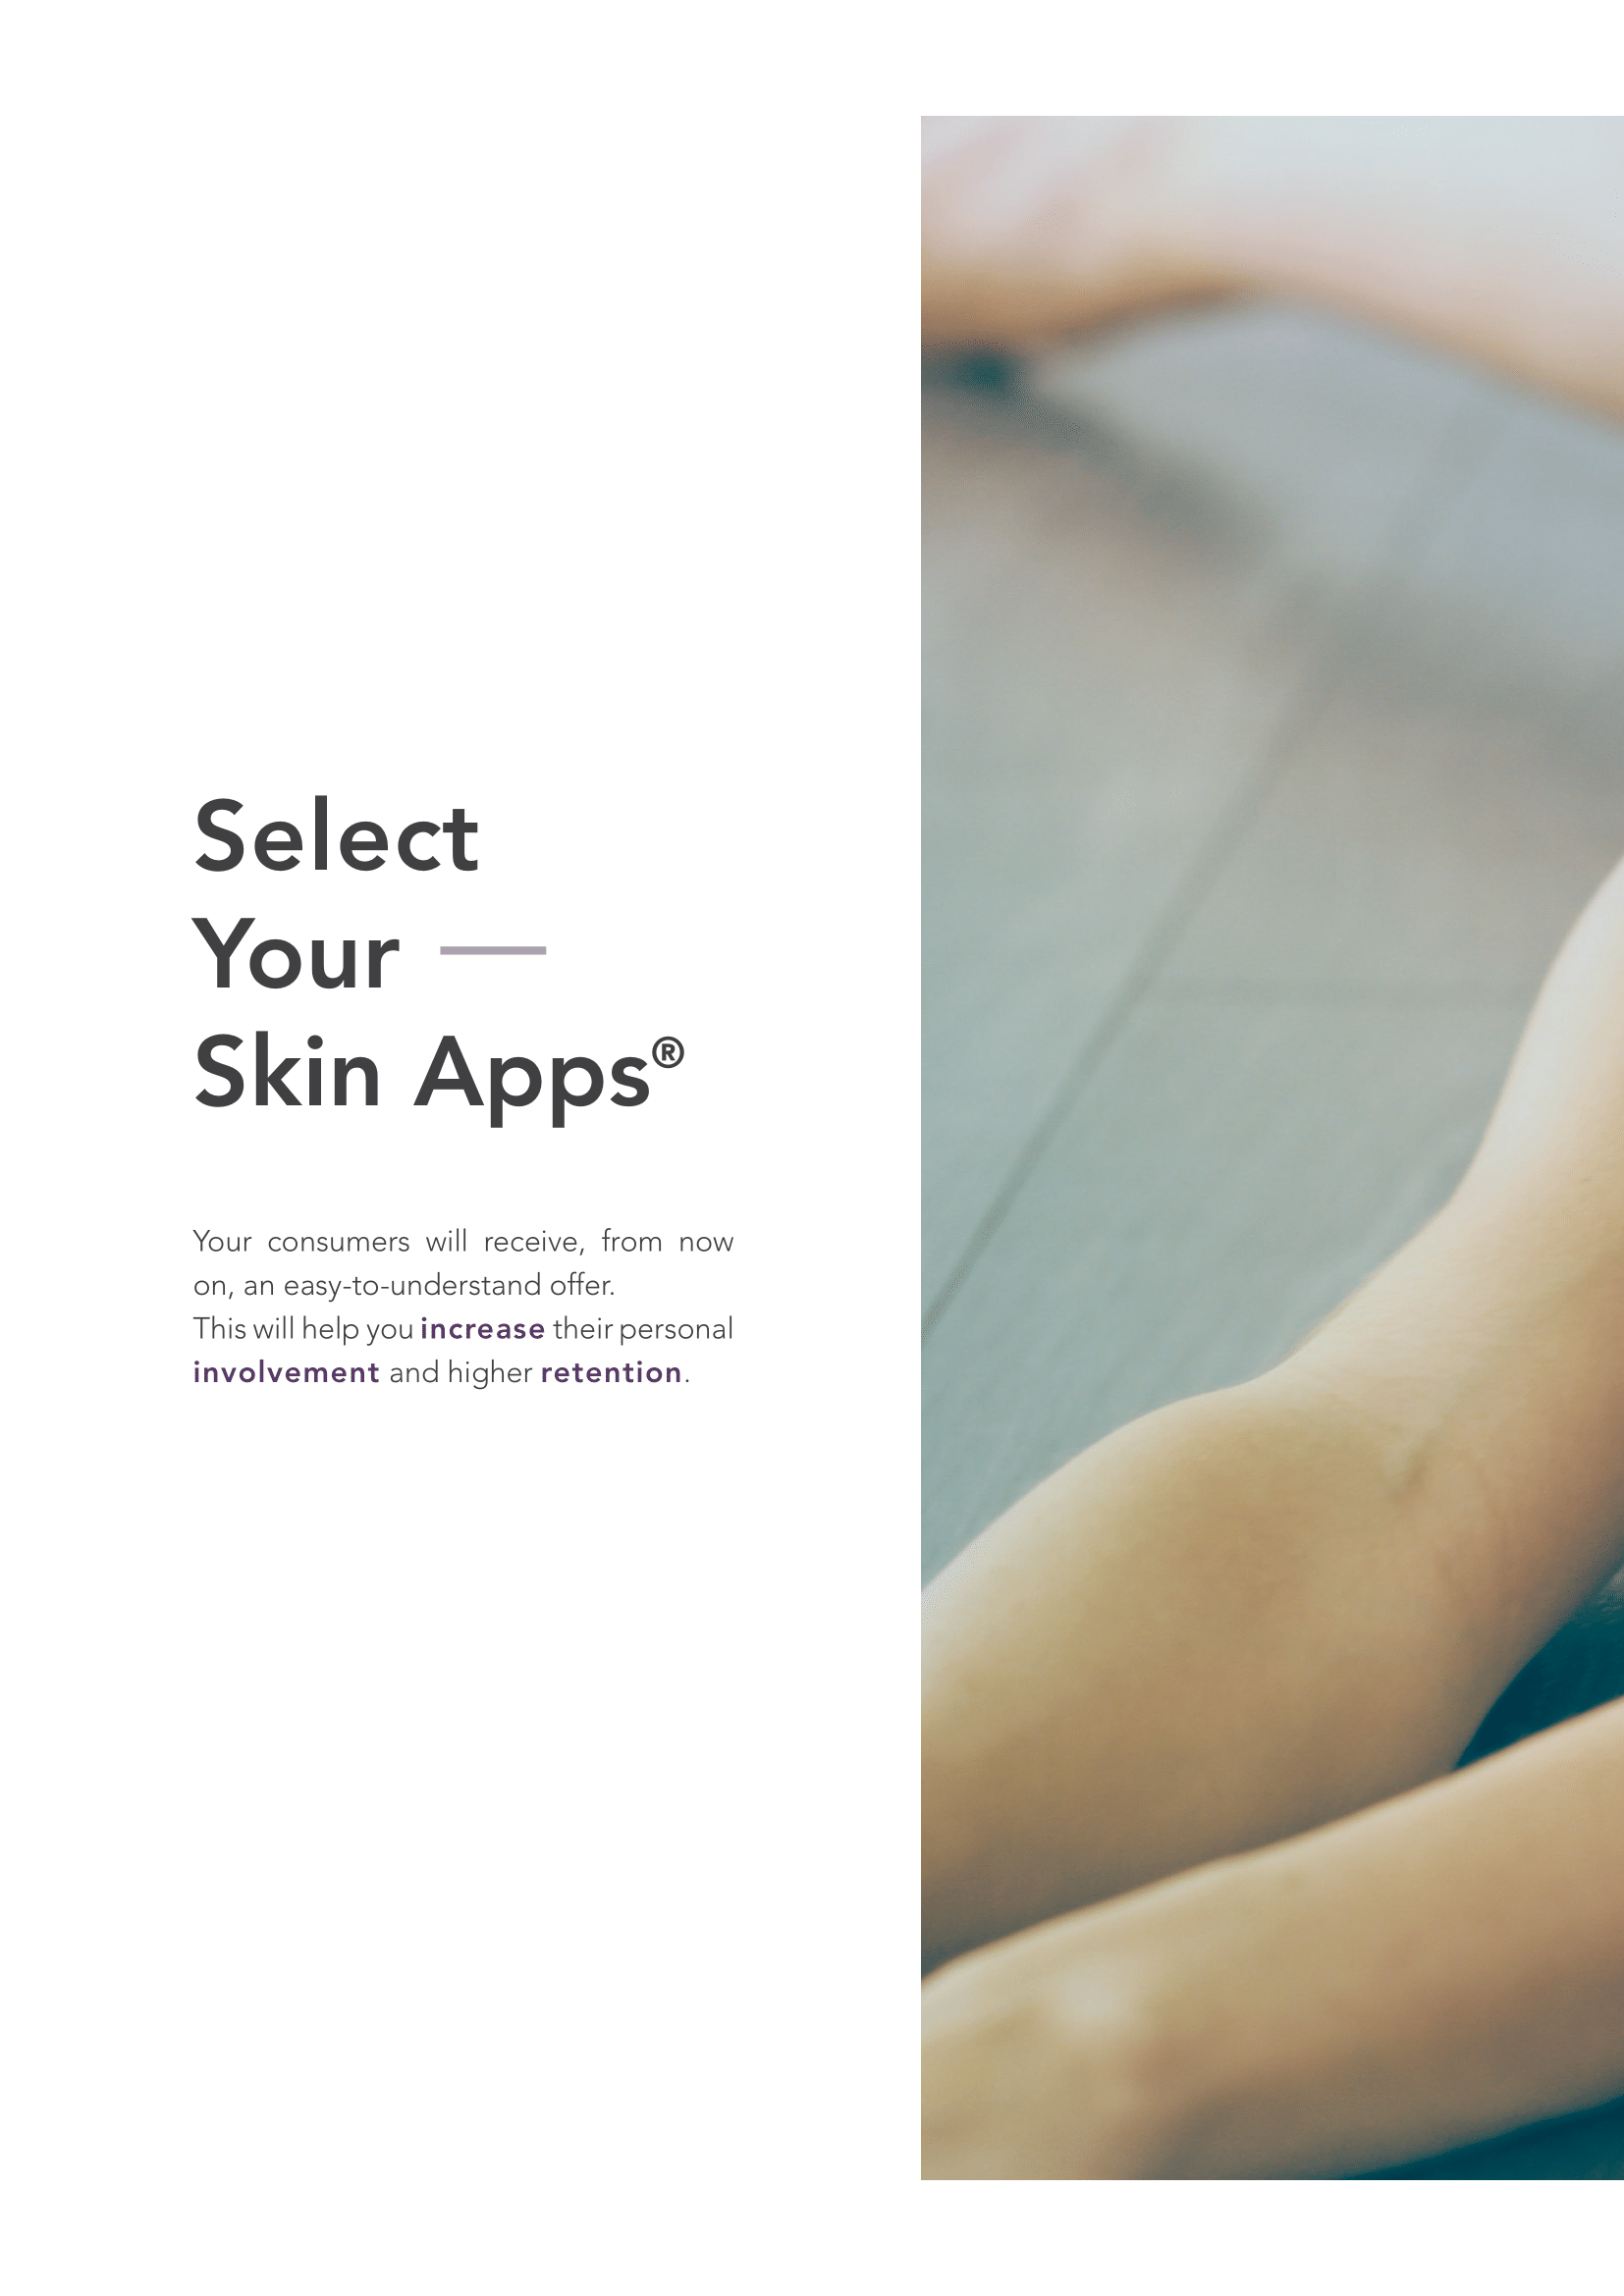 Select
Your —
Skin Apps®
Your consumers will receive, from now
on, an easy-to-understand offer.
This will help you increase their personal
involvement and higher retention.